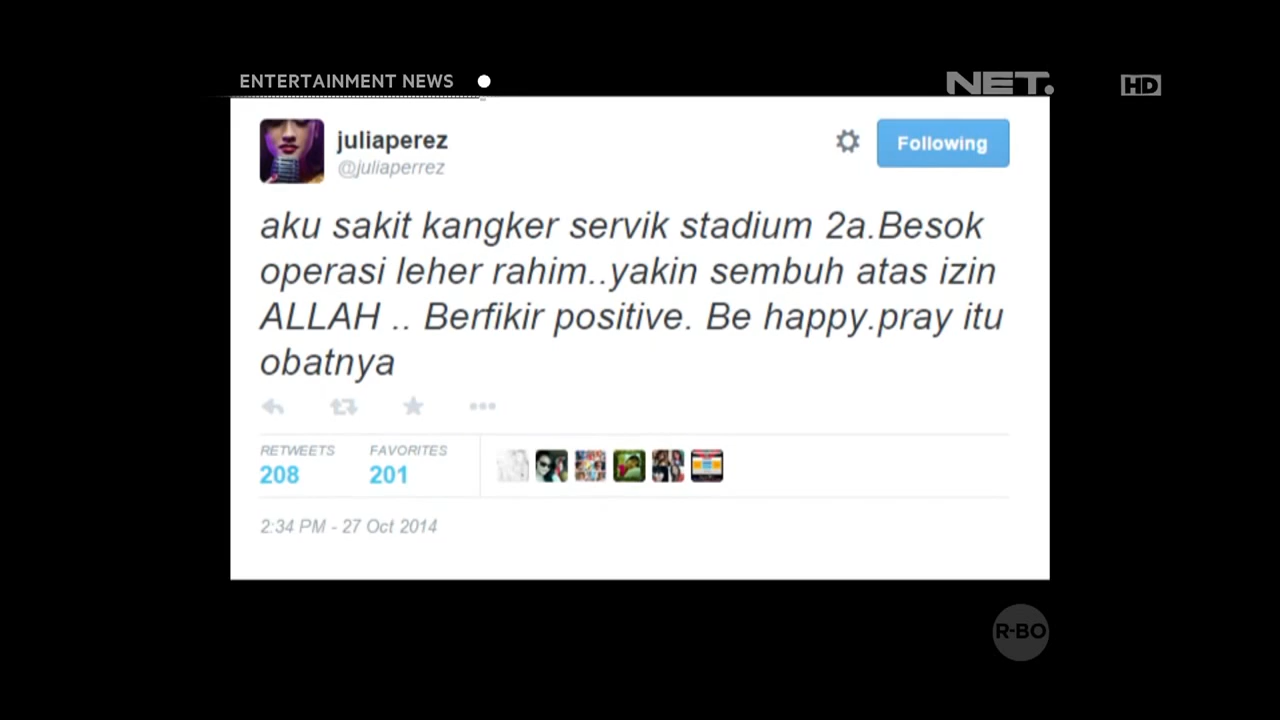 ENTERTAINMENT NEWS
NET.
HD
juliaperez
@juliaperrez
Following
aku sakit kangker servik stadium 2a.Besok
operasi leher rahim..yakin sembuh atas izin
ALLAH .. Berfikir positive. Be happy.pray itu
obatnya
RETWEETS FAVORITES
208 201
2:34 PM - 27 Oct 2014
R-BO